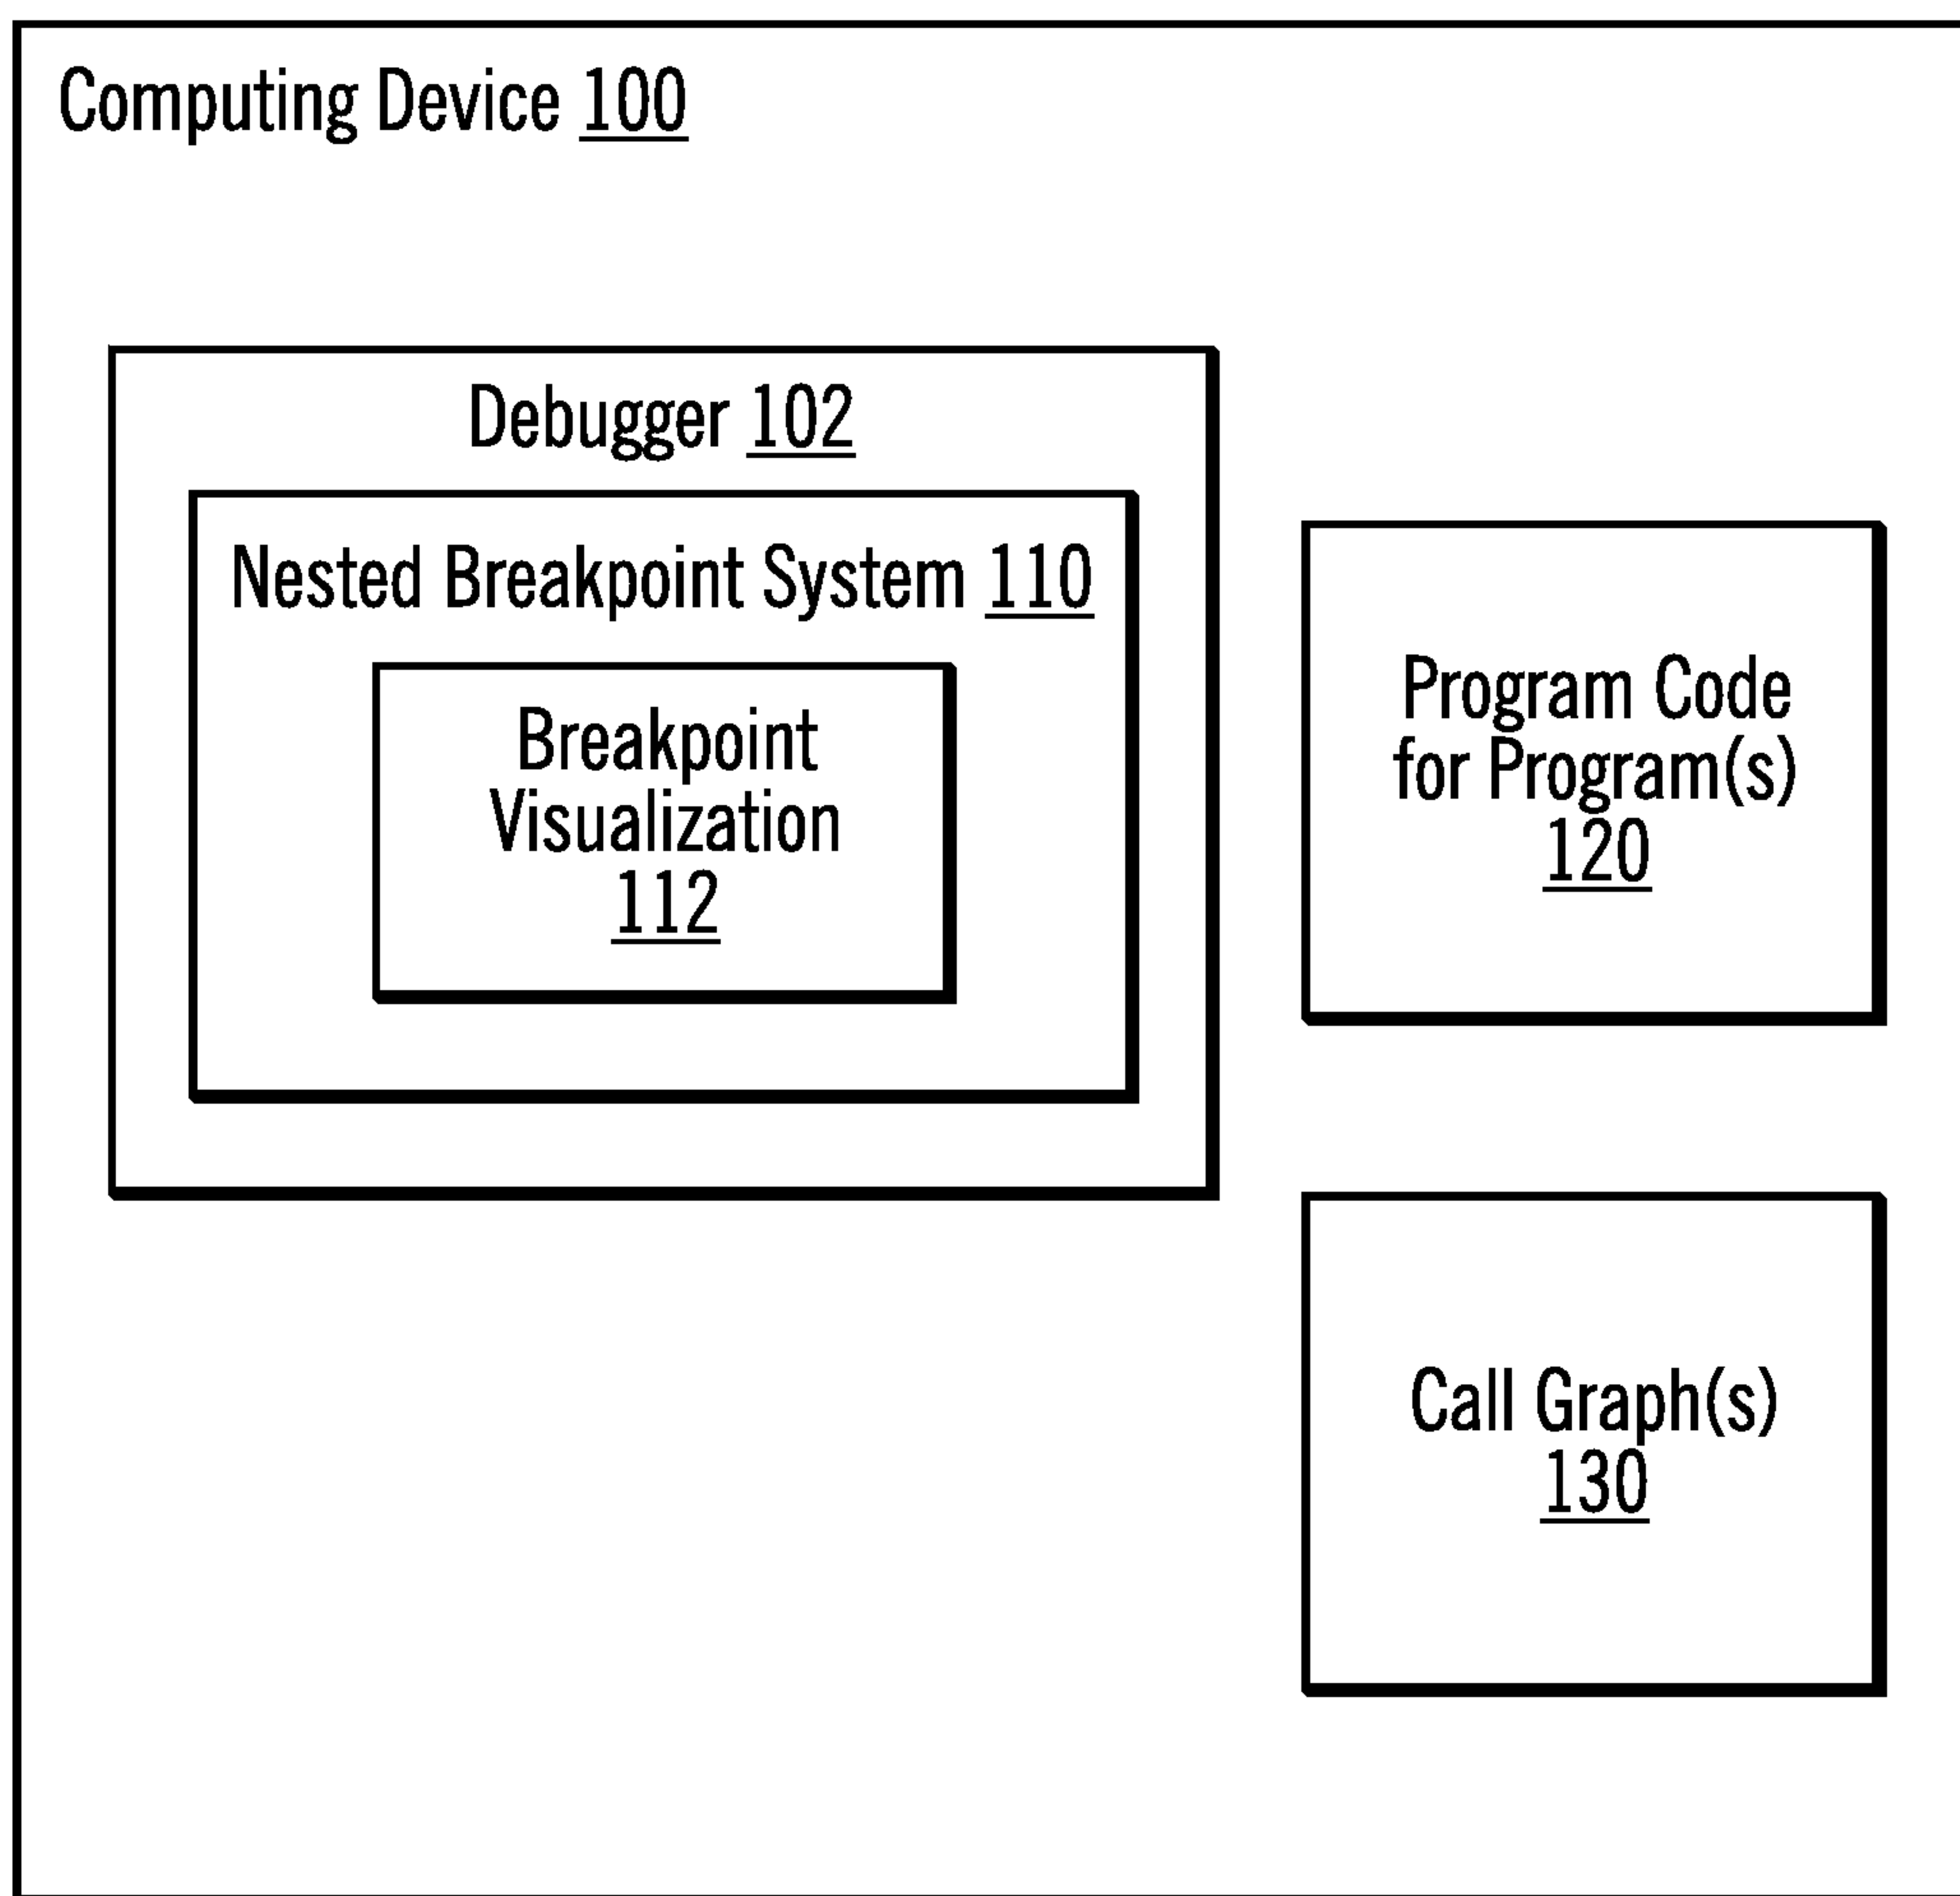 Computing Device 100
Debugger 102
Nested Breakpoint System 110
Breakpoint
Visualization
112
Program Code
for Program(s)
120
Call Graph(s)
130